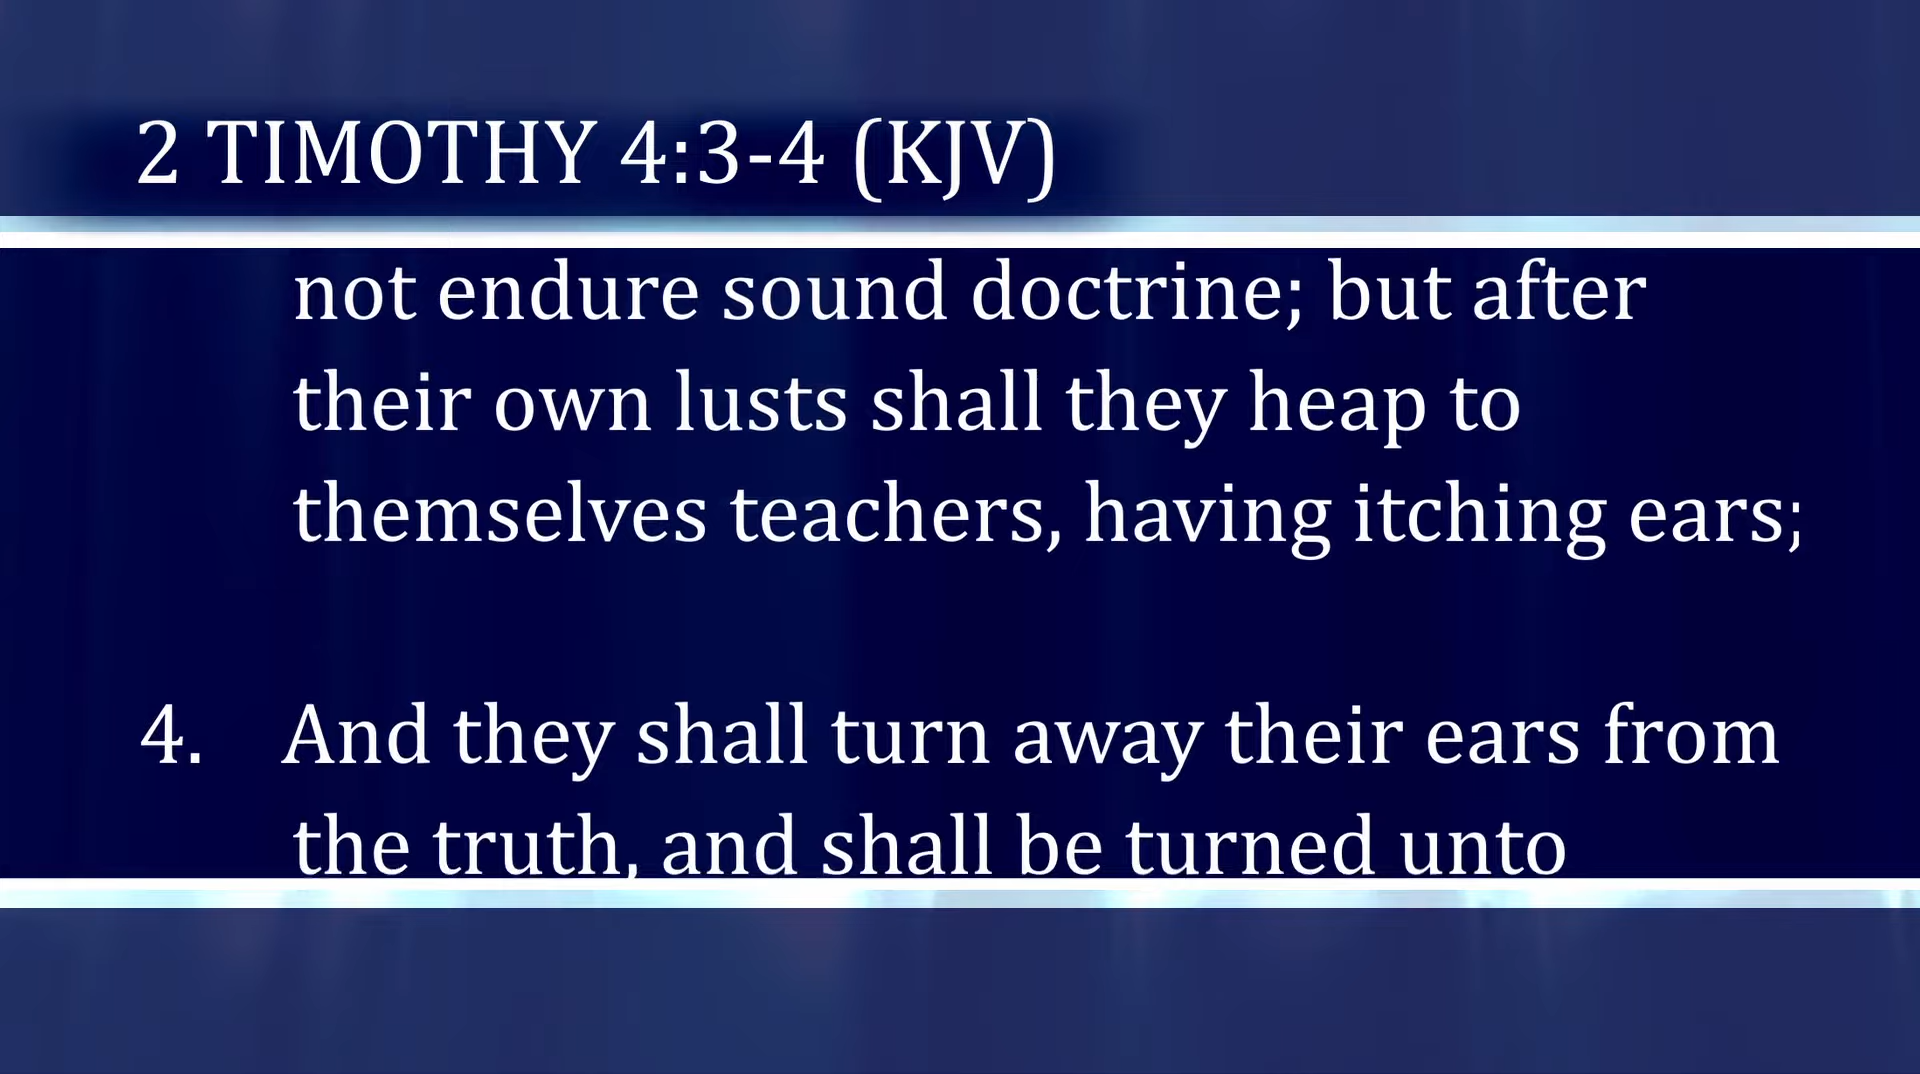 2 TIMOTHY 4:3-4 (KJV)
not endure sound doctrine; but after
their own lusts shall they heap to
themselves teachers, having itching ears;
4. And they shall turn away their ears from
the truth, and shall be turned unto